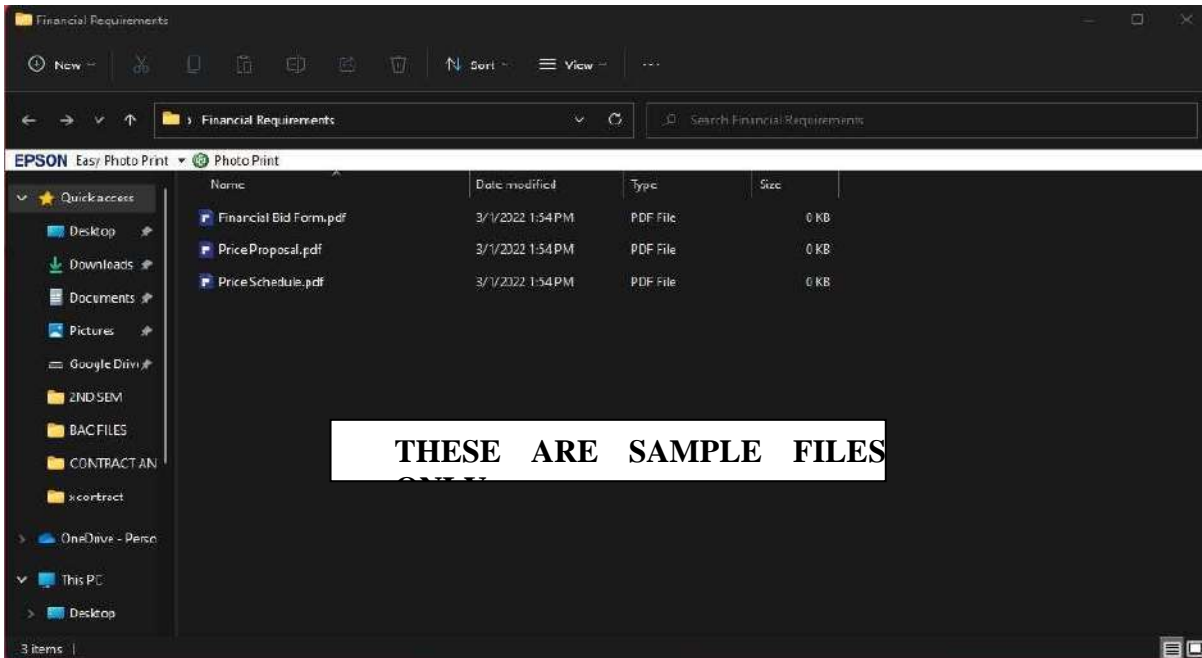 Financial Requirements
New
Sort
View
Financial Requirements
Search Financial Requirements
EPSON Easy Photo Print
Photo Print
Name Date modified Type Size
Quick access
Financial Bid Form.pdf 3/1/2022 1:54 PM PDF File 0 KB
Desktop
Price Proposal.pdf 3/1/2022 1:54 PM PDF File 0 KB
Downloads
Price Schedule.pdf 3/1/2022 1:54 PM PDF File 0 KB
Documents
Pictures
Google Driv
2ND SEM
BAC FILES
CONTRACT AN
THESE ARE SAMPLE FILES
xcontract
OneDrive - Perso
This PC
Desktop
3 items